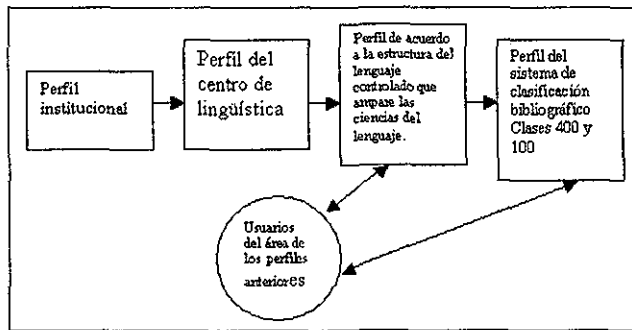 Perfil
institucional
Perfil del
centro de
lingüística
Perfil de acuerdo
a la estructura del
lenguaje
controlado que
ampare las
ciencias del
lenguaje.
Perfil del
sistema de
clasificación
bibliográfico
Clases 400 y
100
Usuarios
del área de
los perfiles
anteriores